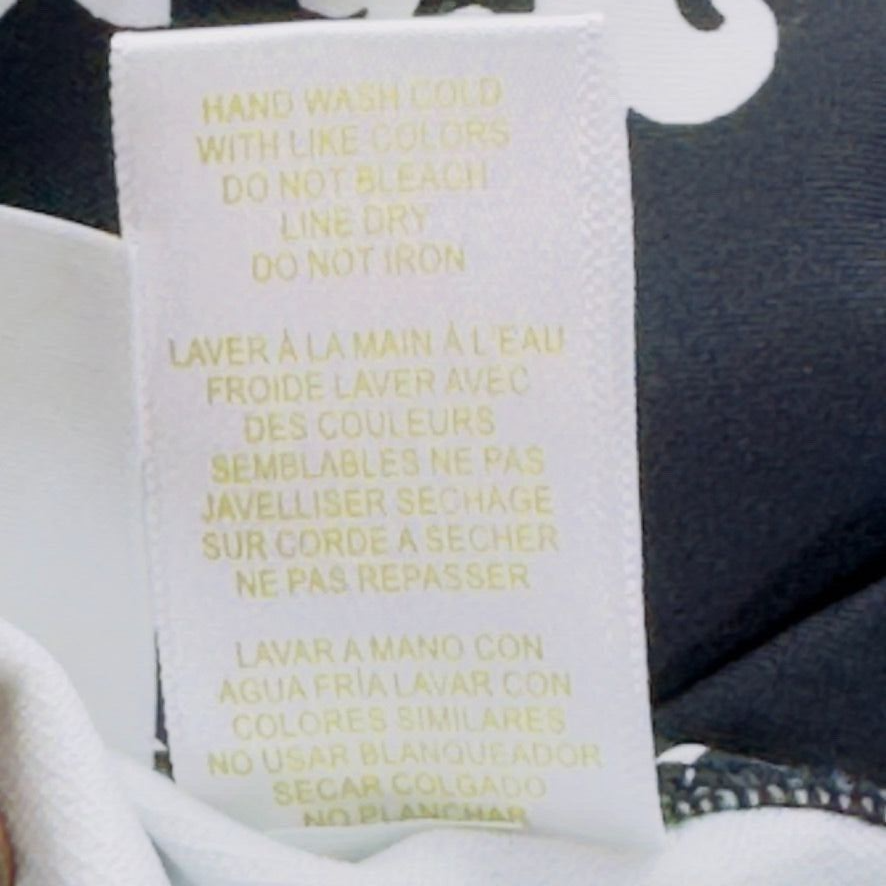 HAND WASH COLD
WITH LIKE COLORS
DO NOT BLEACH
LINE DRY
DO NOT IRON
LAVER À LA MAIN À L'EAU
FROIDE LAVER AVEC
DES COULEURS
SEMBLABLES NE PAS
JAVELLISER SECHAGE
SUR CORDE A SECHER
NE PAS REPASSER
LAVAR A MANO CON
AGUA FRÍA LAVAR CON
COLORES SIMILARES
NO USAR BLANQUEADOR
SECAR COLGADO
NO PLANCHAR